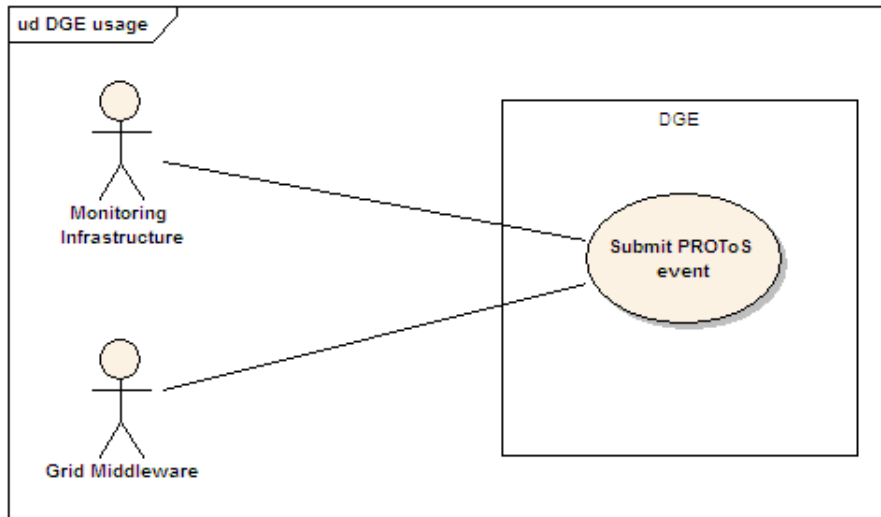 ud DGE usage
DGE
Monitoring
Infrastructure
Submit PROToS
event
Grid Middleware